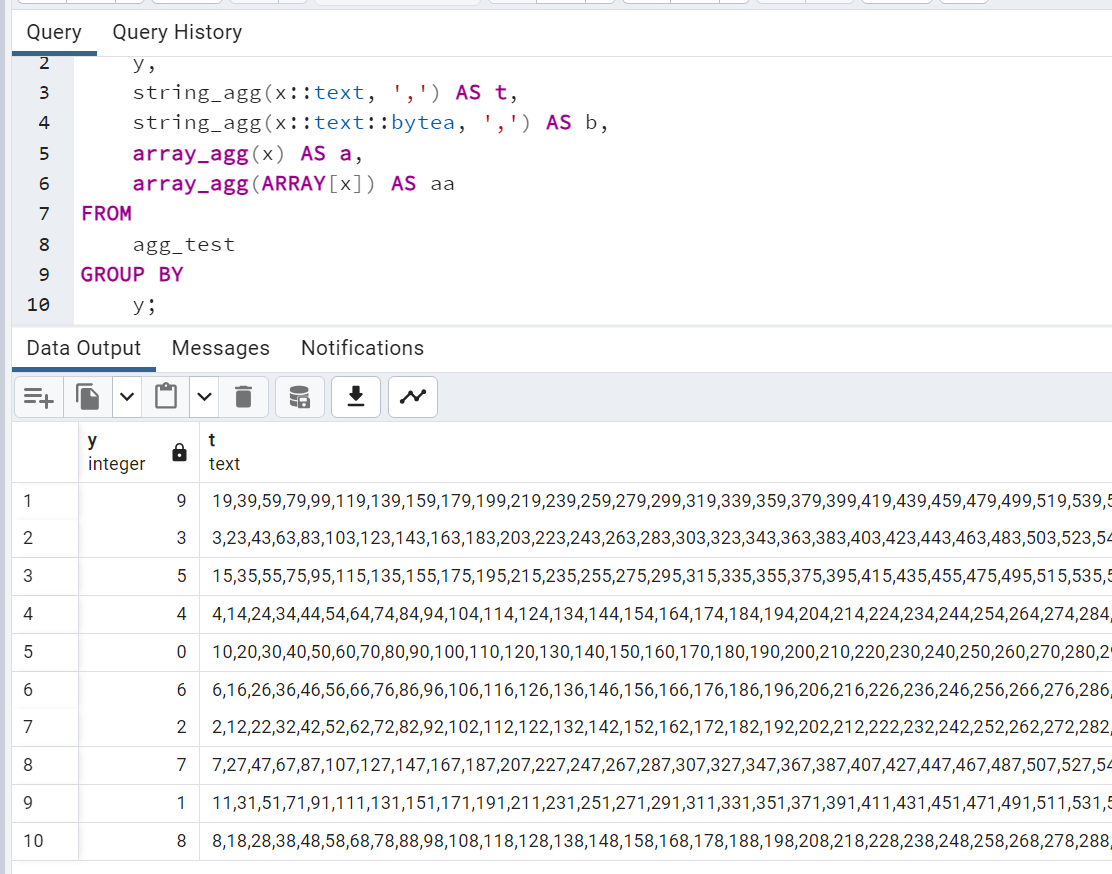 Query Query History
2 y,
3 string_agg(x::text, ',') AS t,
4 string_agg(x::text::bytea, ',') AS b,
5 array_agg(x) AS a,
6 array_agg(ARRAY[x]) AS aa
7 FROM
8 agg_test
9 GROUP BY
10 y;
Data Output Messages Notifications
y t
integer text
1 9 19,39,59,79,99,119,139,159,179,199,219,239,259,279,299,319,339,359,379,399,419,439,459,479,499,519,539,5
2 3 3,23,43,63,83,103,123,143,163,183,203,223,243,263,283,303,323,343,363,383,403,423,443,463,483,503,523,54
3 5 15,35,55,75,95,115,135,155,175,195,215,235,255,275,295,315,335,355,375,395,415,435,455,475,495,515,535,5
4 4 4,14,24,34,44,54,64,74,84,94,104,114,124,134,144,154,164,174,184,194,204,214,224,234,244,254,264,274,284,
5 0 10,20,30,40,50,60,70,80,90,100,110,120,130,140,150,160,170,180,190,200,210,220,230,240,250,260,270,280,29
6 6 6,16,26,36,46,56,66,76,86,96,106,116,126,136,146,156,166,176,186,196,206,216,226,236,246,256,266,276,286,
7 2 2,12,22,32,42,52,62,72,82,92,102,112,122,132,142,152,162,172,182,192,202,212,222,232,242,252,262,272,282,
8 7 7,27,47,67,87,107,127,147,167,187,207,227,247,267,287,307,327,347,367,387,407,427,447,467,487,507,527,54
9 1 11,31,51,71,91,111,131,151,171,191,211,231,251,271,291,311,331,351,371,391,411,431,451,471,491,511,531,5
10 8 8,18,28,38,48,58,68,78,88,98,108,118,128,138,148,158,168,178,188,198,208,218,228,238,248,258,268,278,288,